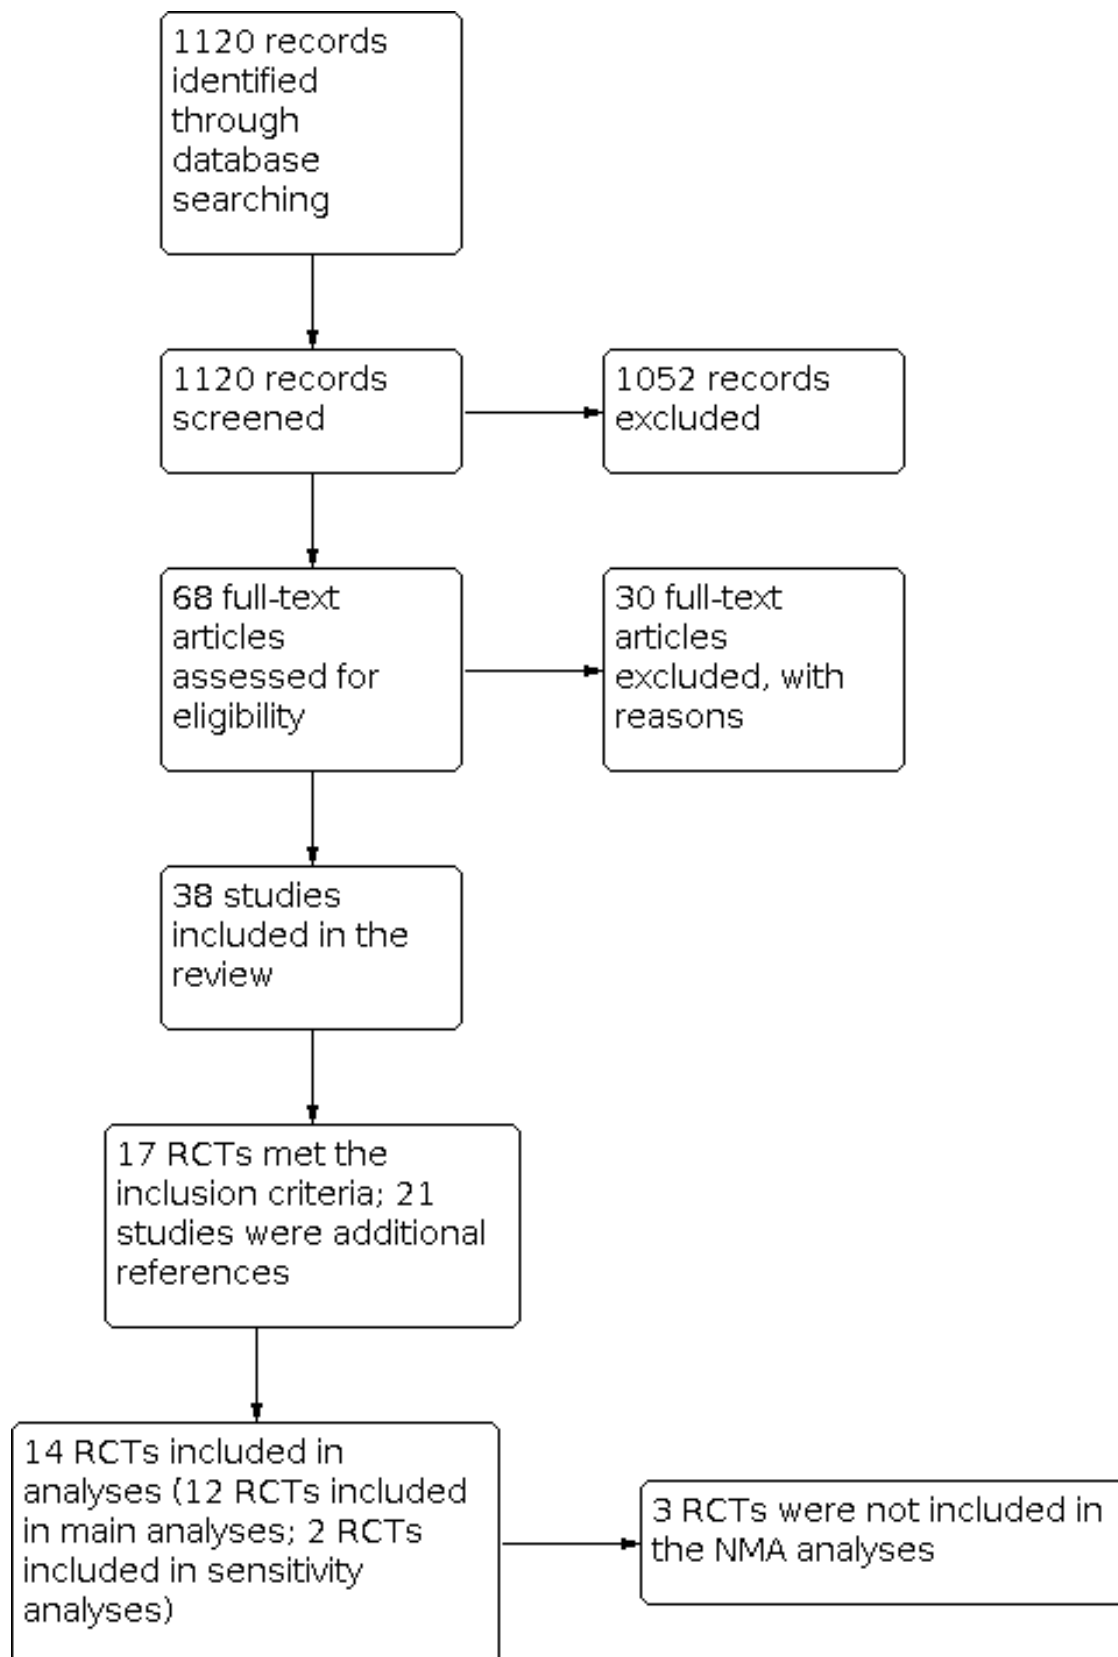 1120 records
identified
through
database
searching
1120 records
screened
1052 records
excluded
68 full-text
articles
assessed for
eligibility
30 full-text
articles
excluded, with
reasons
38 studies
included in the
review
17 RCTs met the
inclusion criteria; 21
studies were additional
references
14 RCTs included in
analyses (12 RCTs included
in main analyses; 2 RCTs
included in sensitivity
analyses)
3 RCTs were not included in
the NMA analyses